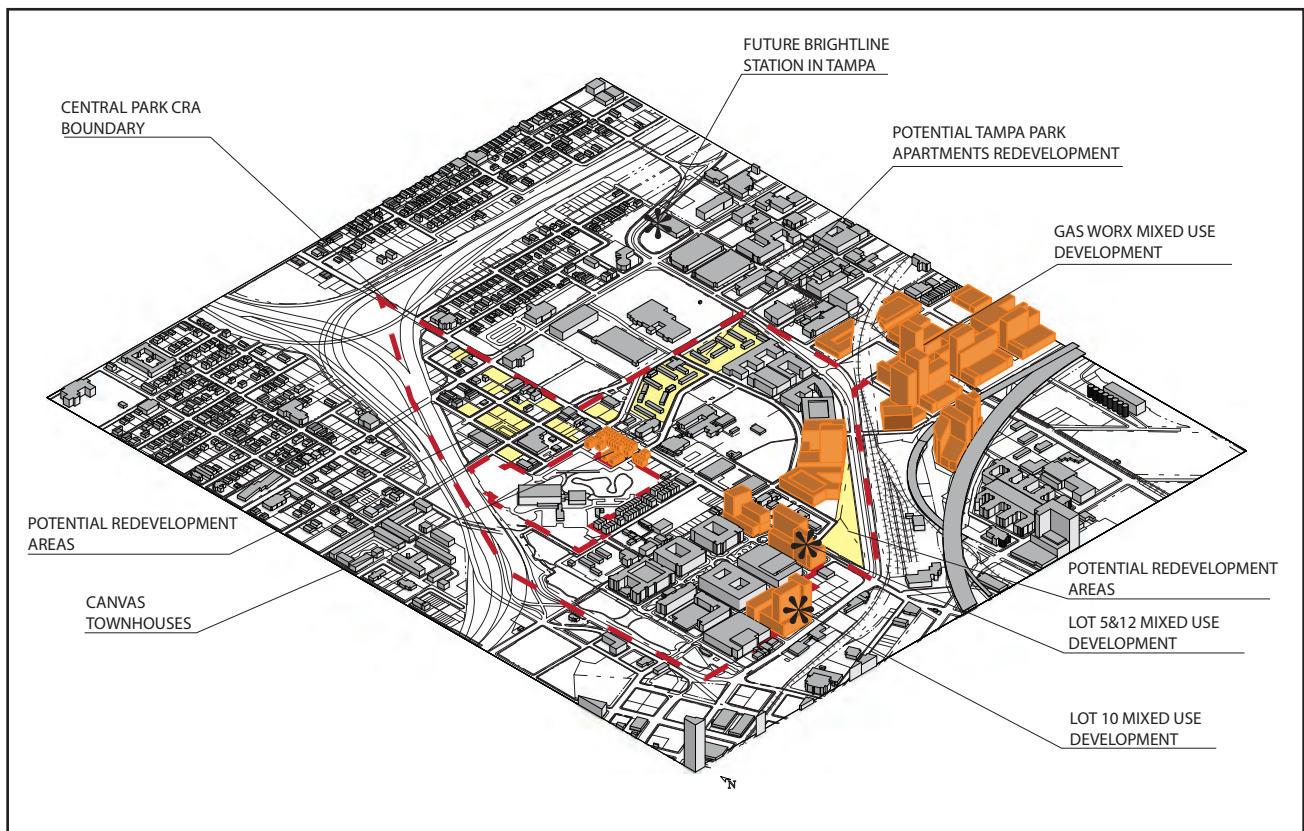 FUTURE BRIGHTLINE
STATION IN TAMPA
CENTRAL PARK CRA
BOUNDARY
POTENTIAL TAMPA PARK
APARTMENTS REDEVELOPMENT
GAS WORX MIXED USE
DEVELOPMENT
POTENTIAL REDEVELOPMENT
AREAS
CANVAS
TOWNHOUSES
POTENTIAL REDEVELOPMENT
AREAS
LOT 5&12 MIXED USE
DEVELOPMENT
LOT 10 MIXED USE
DEVELOPMENT
N